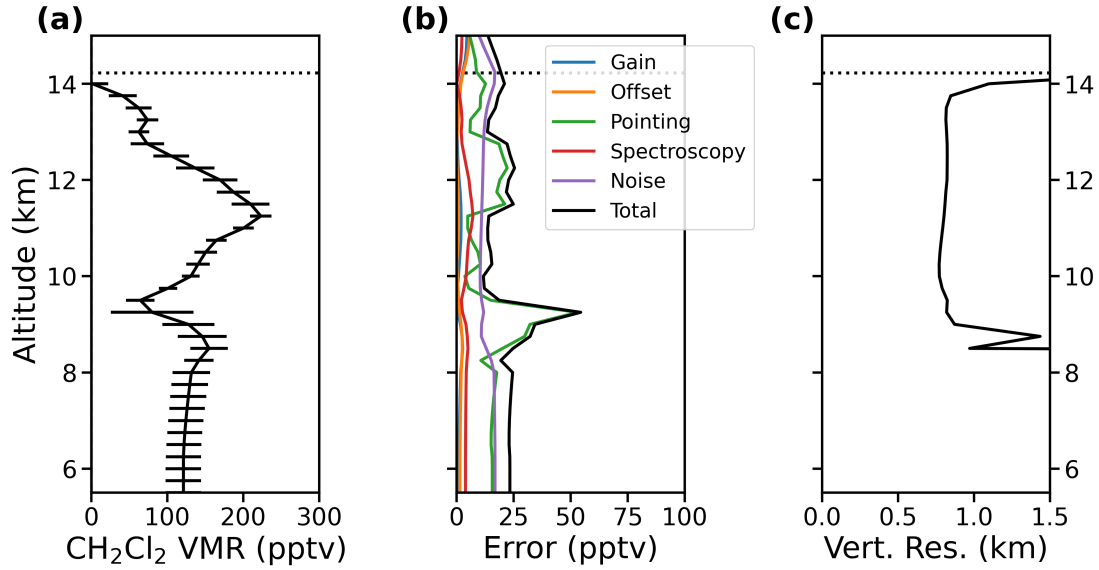 (a)
(b)
(c)
Altitude (km)
14
12
10
8
6
0
100
200
300
CH₂Cl₂ VMR (pptv)
Gain
Offset
Pointing
Spectroscopy
Noise
Total
0
25
50
75
100
Error (pptv)
14
12
10
8
6
0.0
0.5
1.0
1.5
Vert. Res. (km)